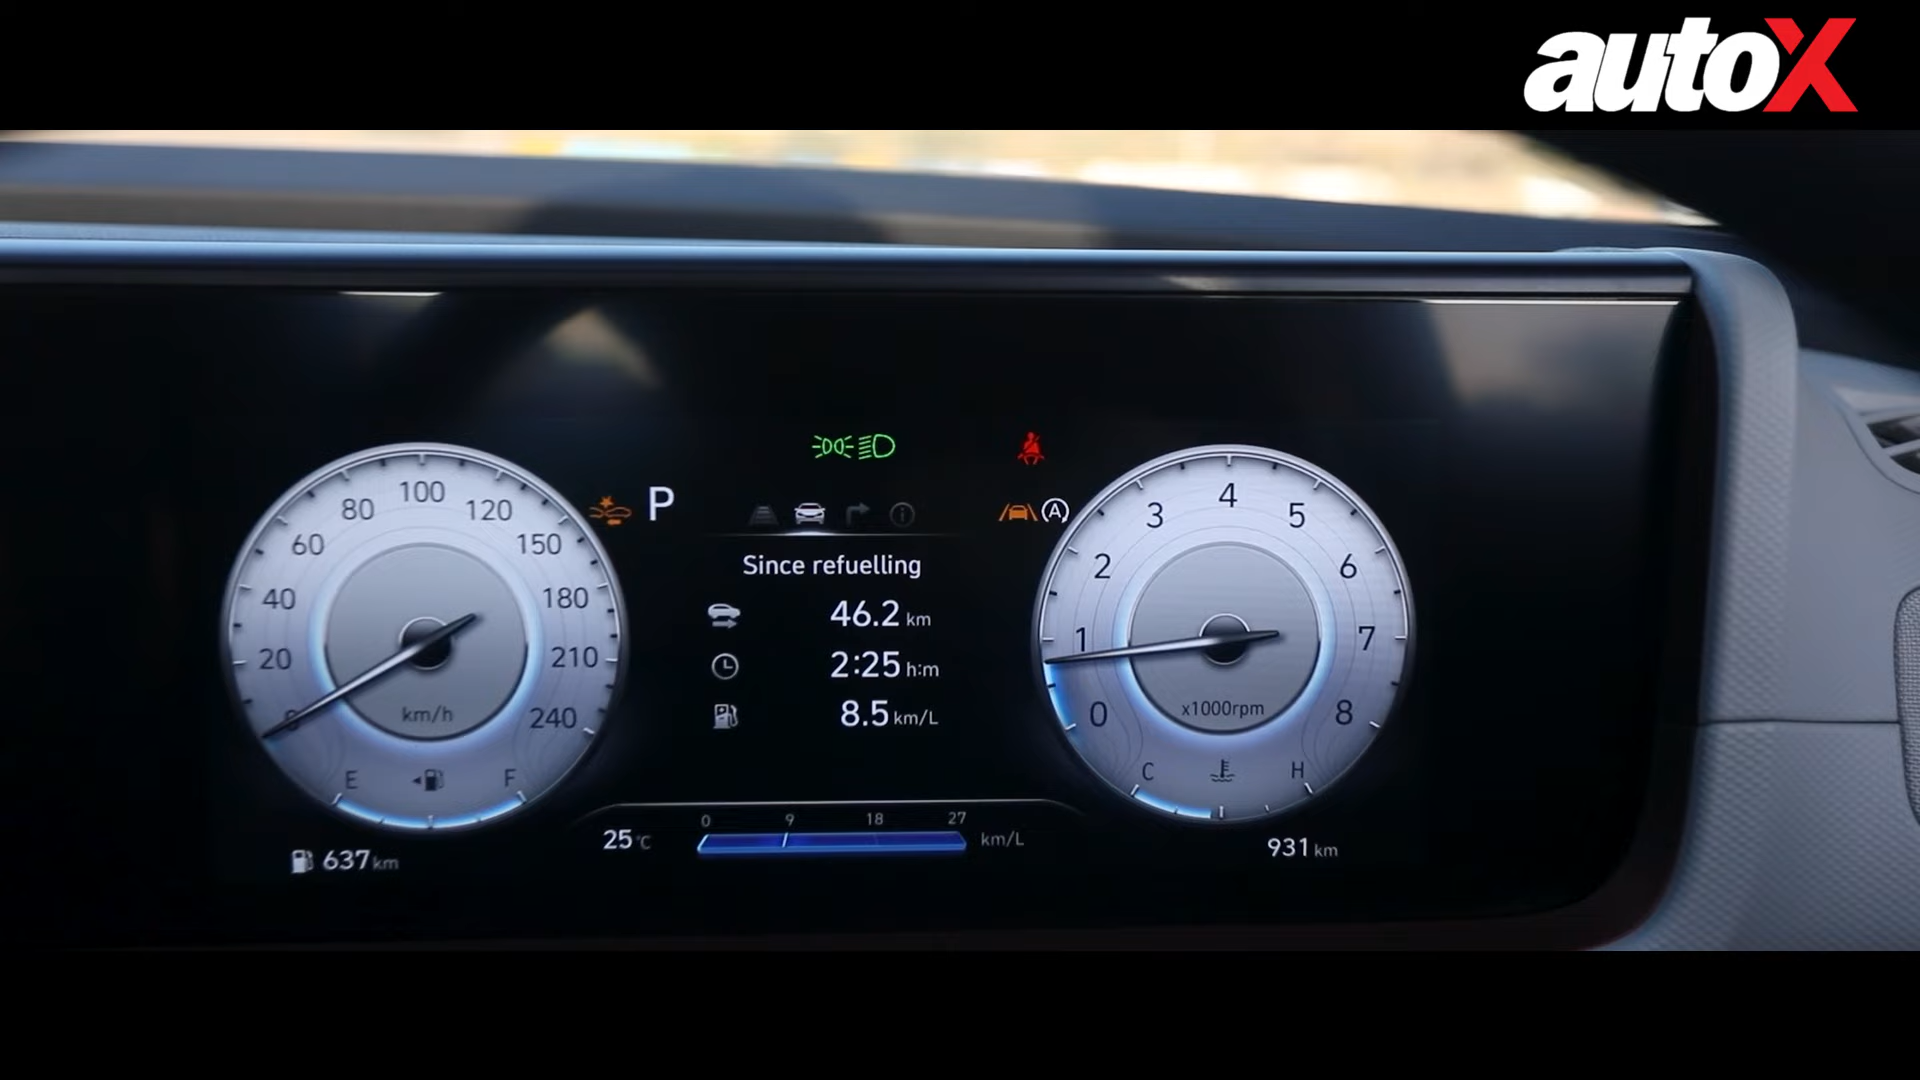 autoX
100
80 120
60 150
40 180
20 210
0 240
km/h
E F
637 km
P
A
Since refuelling
46.2 km
2:25 h:m
8.5 km/L
0 9 18 27
25 °C km/L
4
3 5
2 6
1 7
0 8
x1000rpm
C H
931 km